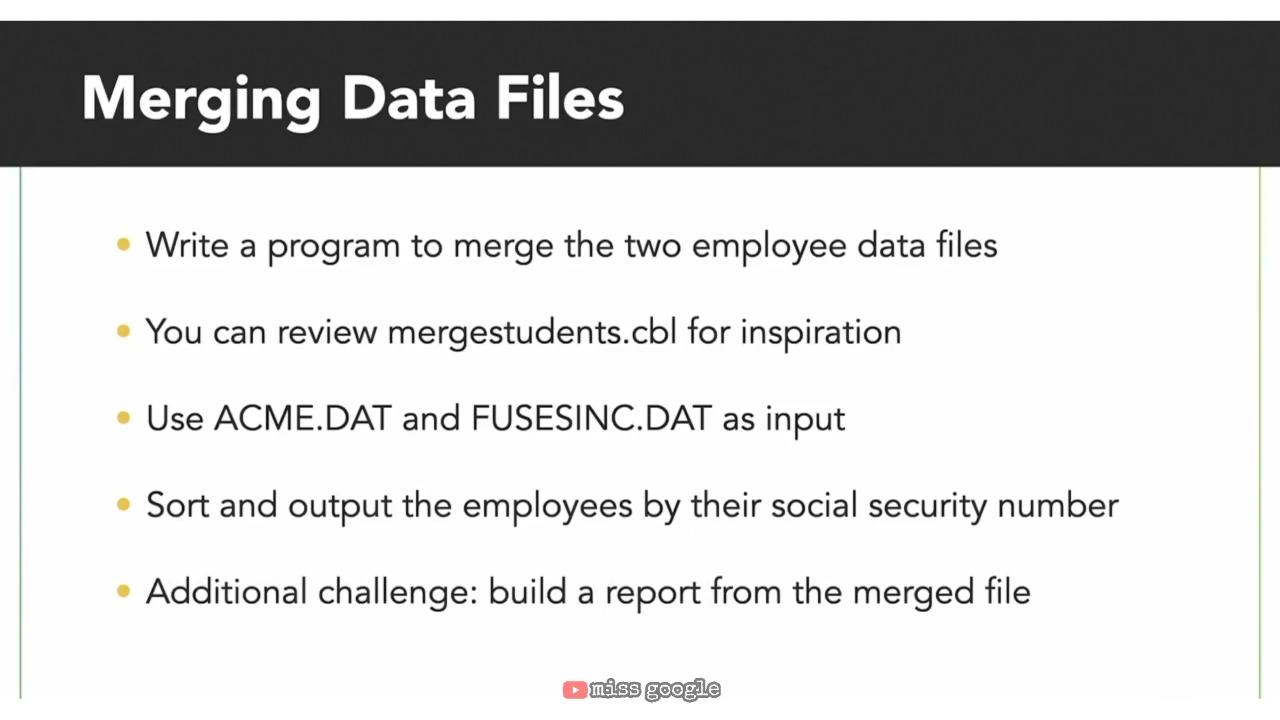 Merging Data Files
• Write a program to merge the two employee data files
• You can review mergestudents.cbl for inspiration
• Use ACME.DAT and FUSESINC.DAT as input
• Sort and output the employees by their social security number
• Additional challenge: build a report from the merged file
miss google